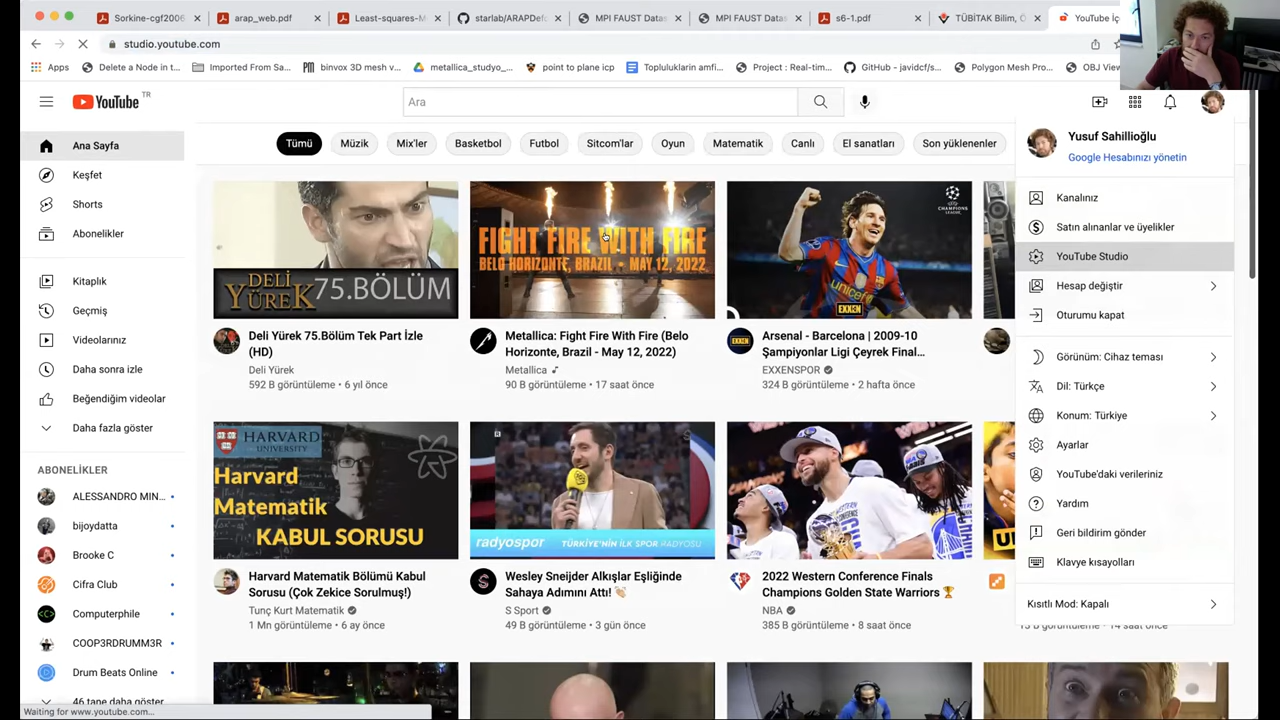 Sorkine-cgf2006
arap_web.pdf
Least-squares-M
starlab/ARAPDef
MPI FAUST Datas
MPI FAUST Datas
s6-1.pdf
TÜBİTAK Bilim, 
YouTube İç
studio.youtube.com
Apps
Delete a Node in t...
Imported From Sa...
binvox 3D mesh v...
metallica_studyo_...
point to plane icp
Topluluklarin amfi...
Project : Real-tim...
GitHub - javidcf/s...
Polygon Mesh Pro...
OBJ View
YouTube TR
Ara
Tümü
Müzik
Mix'ler
Basketbol
Futbol
Sitcom'lar
Oyun
Matematik
Canlı
El sanatları
Son yüklenenler
Ana Sayfa
Keşfet
Shorts
Abonelikler
Kitaplık
Geçmiş
Videolarınız
Daha sonra izle
Beğendiğim videolar
Daha fazla göster
ABONELİKLER
ALESSANDRO MIN...
bijoydatta
Brooke C
Cifra Club
Computerphile
COOP3RDRUMM3R
Drum Beats Online
46 tane daha göster
Waiting for www.youtube.com...
DELİ
YÜREK 75.BÖLÜM
Deli Yürek 75.Bölüm Tek Part İzle
(HD)
Deli Yürek
592 B görüntüleme • 6 yıl önce
FIGHT FIRE WITH FIRE
BELO HORIZONTE, BRAZIL • MAY 12, 2022
Metallica: Fight Fire With Fire (Belo
Horizonte, Brazil - May 12, 2022)
Metallica
90 B görüntüleme • 17 saat önce
CHAMPIONS
LEAGUE
unicef
EXXEN
EXXEN
Arsenal - Barcelona | 2009-10
Şampiyonlar Ligi Çeyrek Final...
EXXENSPOR
324 B görüntüleme • 2 hafta önce
HARVARD
UNIVERSITY
Harvard
Matematik
KABUL SORUSU
Harvard Matematik Bölümü Kabul
Sorusu (Çok Zekice Sorulmuş!)
Tunç Kurt Matematik
1 Mn görüntüleme • 6 ay önce
radyospor
TÜRKİYE'NİN İLK SPOR RADYOSU
Wesley Sneijder Alkışlar Eşliğinde
Sahaya Adımını Attı!
S Sport
49 B görüntüleme • 3 gün önce
2022 Western Conference Finals
Champions Golden State Warriors
NBA
385 B görüntüleme • 8 saat önce
Yusuf Sahillioğlu
Google Hesabınızı yönetin
Kanalınız
Satın alınanlar ve üyelikler
YouTube Studio
Hesap değiştir
Oturumu kapat
Görünüm: Cihaz teması
Dil: Türkçe
Konum: Türkiye
Ayarlar
YouTube'daki verileriniz
Yardım
Geri bildirim gönder
Klavye kısayolları
Kısıtlı Mod: Kapalı